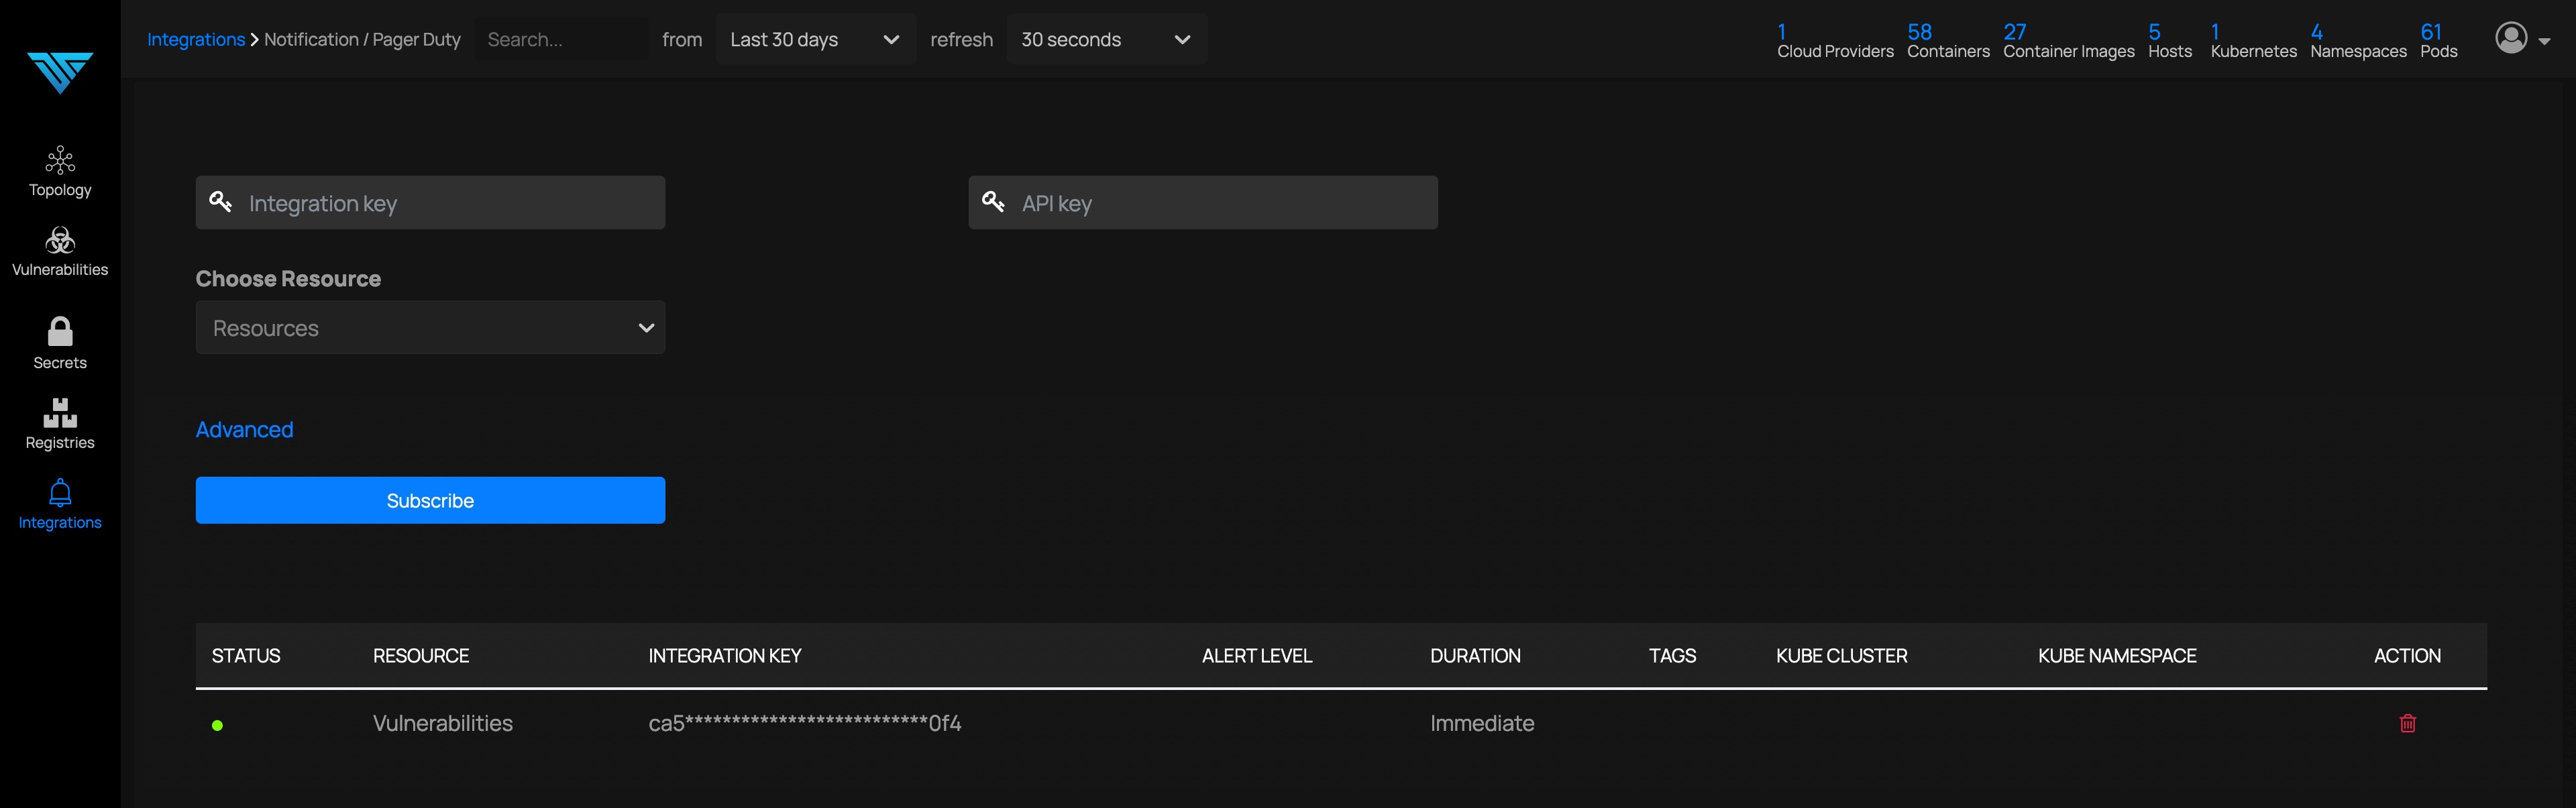 Integrations > Notification / Pager Duty Search... from Last 30 days refresh 30 seconds
1 58 27 5 1 4 61
Cloud Providers Containers Container Images Hosts Kubernetes Namespaces Pods
Topology
Vulnerabilities
Secrets
Registries
Integrations
Integration key API key
Choose Resource
Resources
Advanced
Subscribe
STATUS RESOURCE INTEGRATION KEY ALERT LEVEL DURATION TAGS KUBE CLUSTER KUBE NAMESPACE ACTION
Vulnerabilities ca5**************************0f4 Immediate